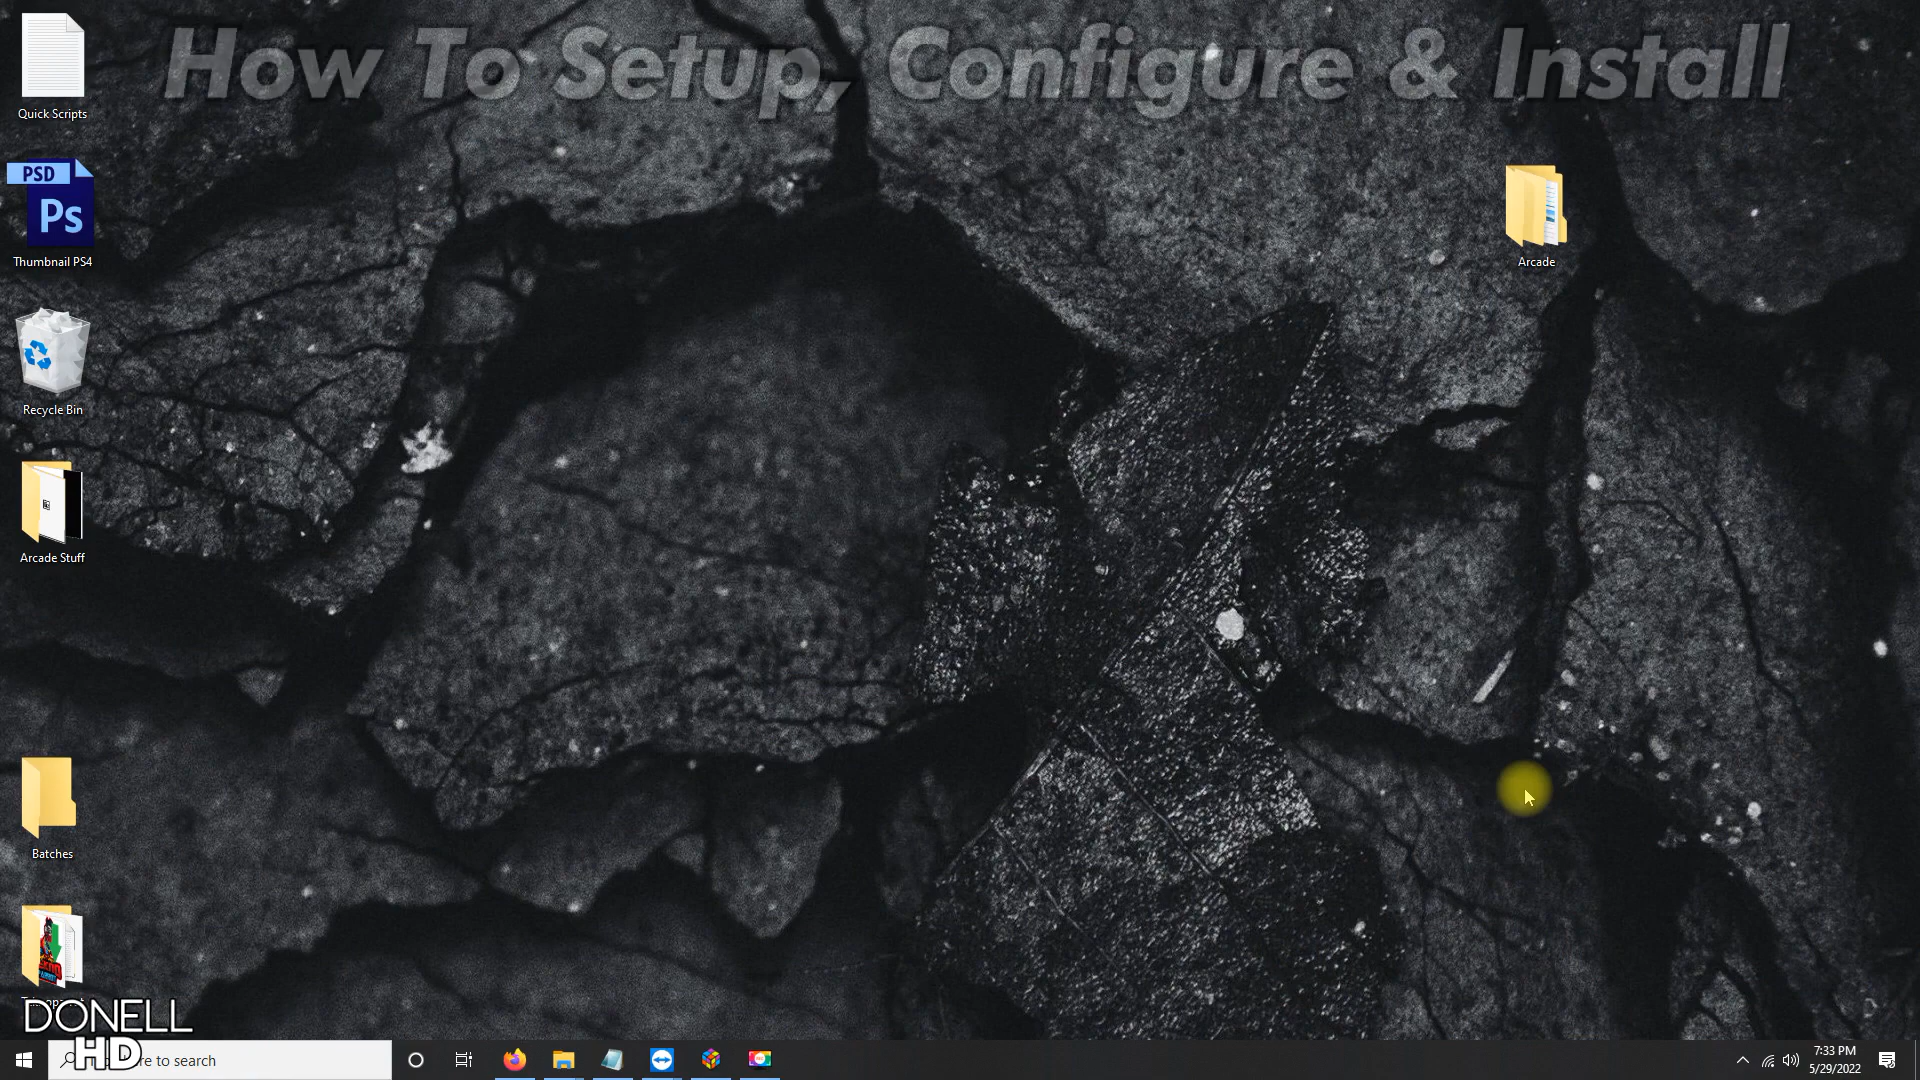 How To Setup, Configure & Install
Quick Scripts
PSD
Ps
Thumbnail PS4
Arcade
Recycle Bin
Arcade Stuff
Batches
DONELL
HD
re to search
7:33 PM
5/29/2022